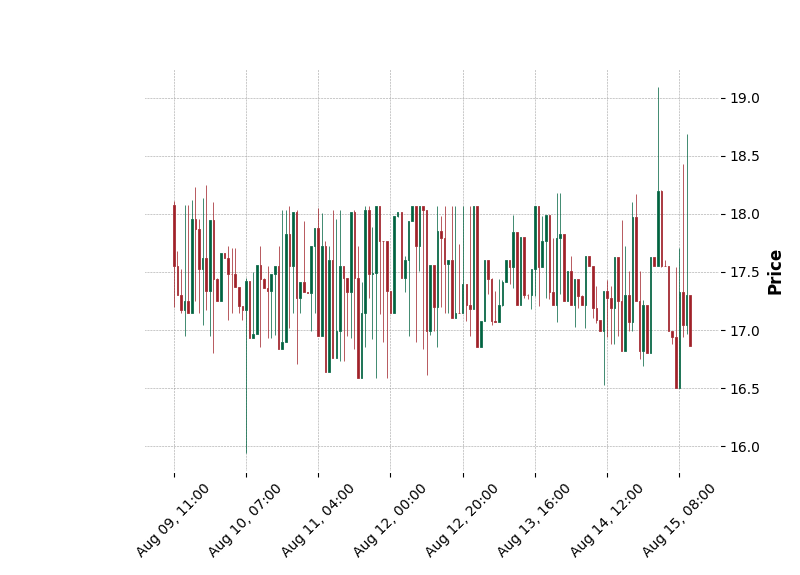 19.0
18.5
18.0
17.5
17.0
16.5
16.0
Price
Aug 09, 11:00
Aug 10, 07:00
Aug 11, 04:00
Aug 12, 00:00
Aug 12, 20:00
Aug 13, 16:00
Aug 14, 12:00
Aug 15, 08:00